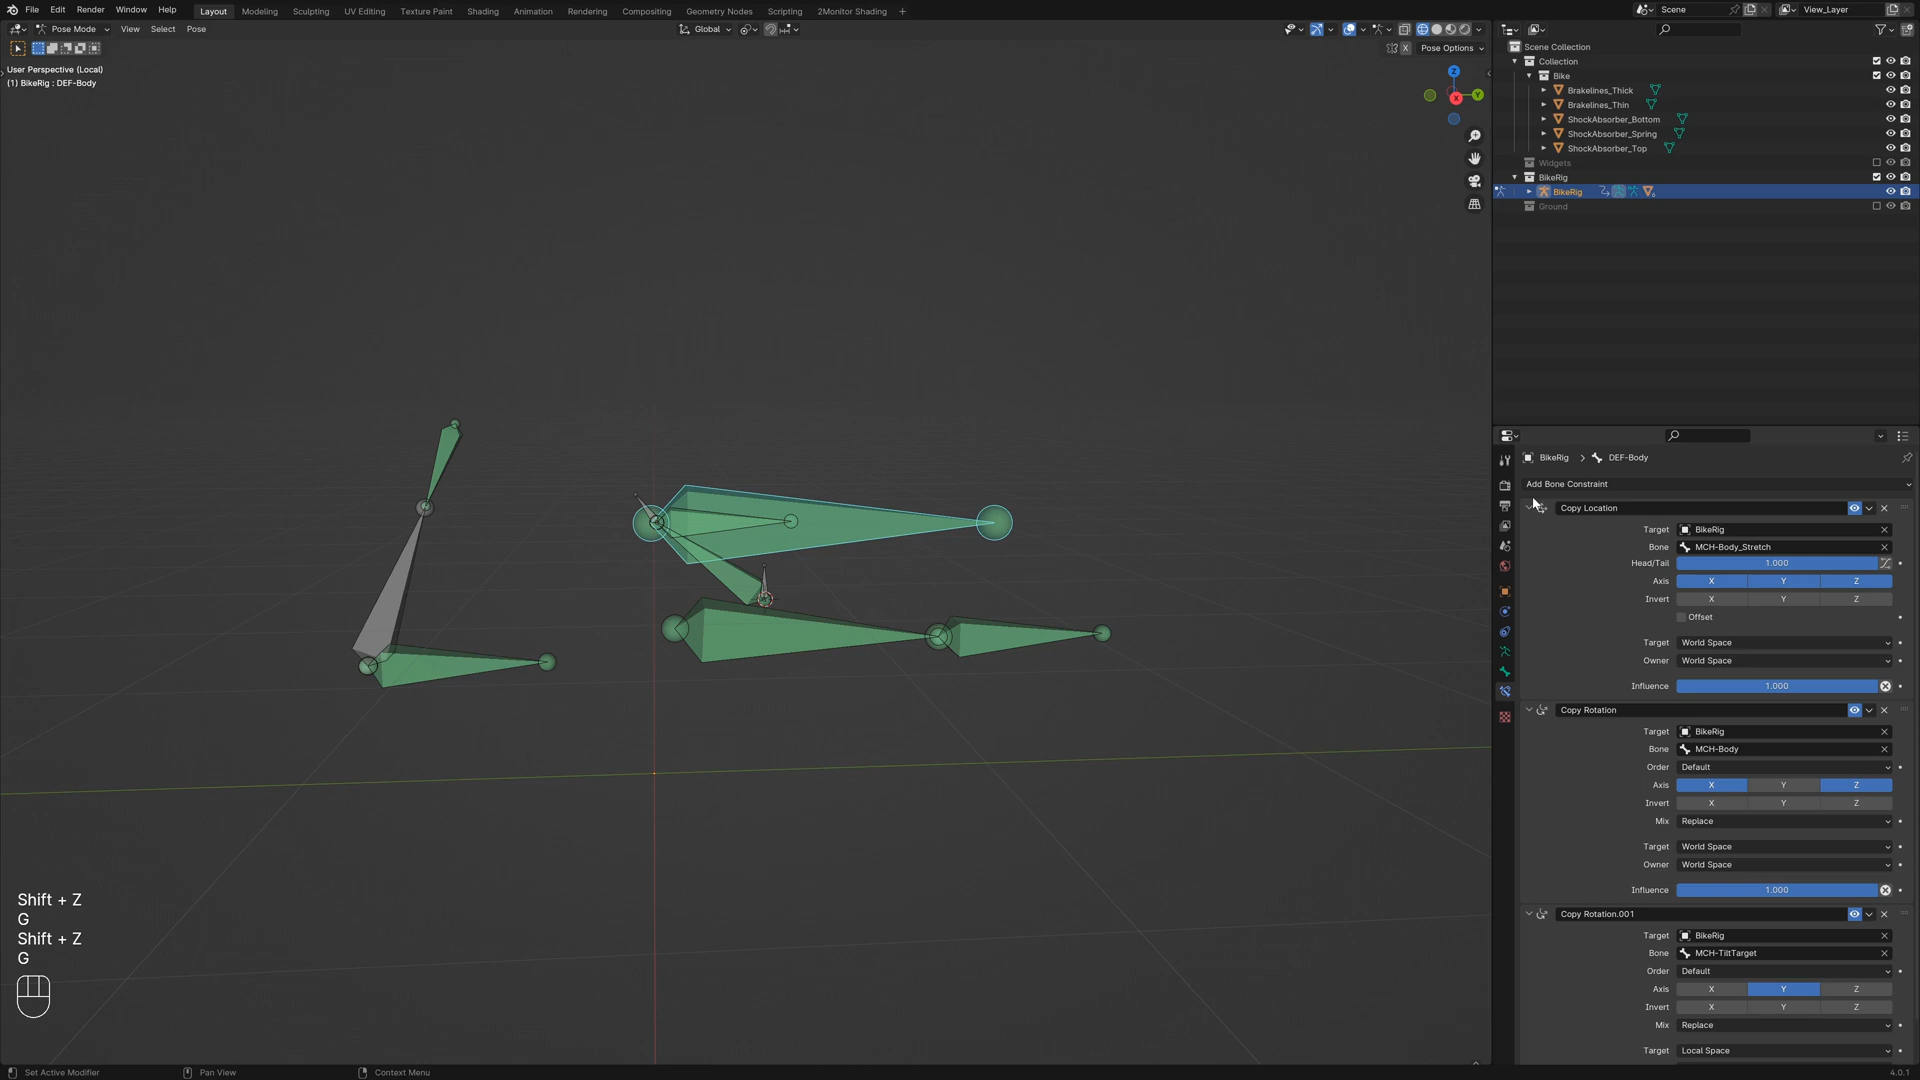 File Edit Render Window Help Layout Modeling Sculpting UV Editing Texture Paint Shading Animation Rendering Compositing Geometry Nodes Scripting 2Monitor Shading + Scene View_Layer
Pose Mode View Select Pose Global
X Pose Options
User Perspective (Local)
(1) BikeRig : DEF-Body
Z
Y
X
Scene Collection
Collection
Bike
Brakelines_Thick
Brakelines_Thin
ShockAbsorber_Bottom
ShockAbsorber_Spring
ShockAbsorber_Top
Widgets
BikeRig
BikeRig
Ground
BikeRig > DEF-Body
Add Bone Constraint
Copy Location
Target BikeRig
Bone MCH-Body_Stretch
Head/Tail 1.000
Axis X Y Z
Invert X Y Z
Offset
Target World Space
Owner World Space
Influence 1.000
Copy Rotation
Target BikeRig
Bone MCH-Body
Order Default
Axis X Y Z
Invert X Y Z
Mix Replace
Target World Space
Owner World Space
Influence 1.000
Copy Rotation.001
Target BikeRig
Bone MCH-TiltTarget
Order Default
Axis X Y Z
Invert X Y Z
Mix Replace
Target Local Space
Shift + Z
G
Shift + Z
G
Set Active Modifier Pan View Context Menu 4.0.1